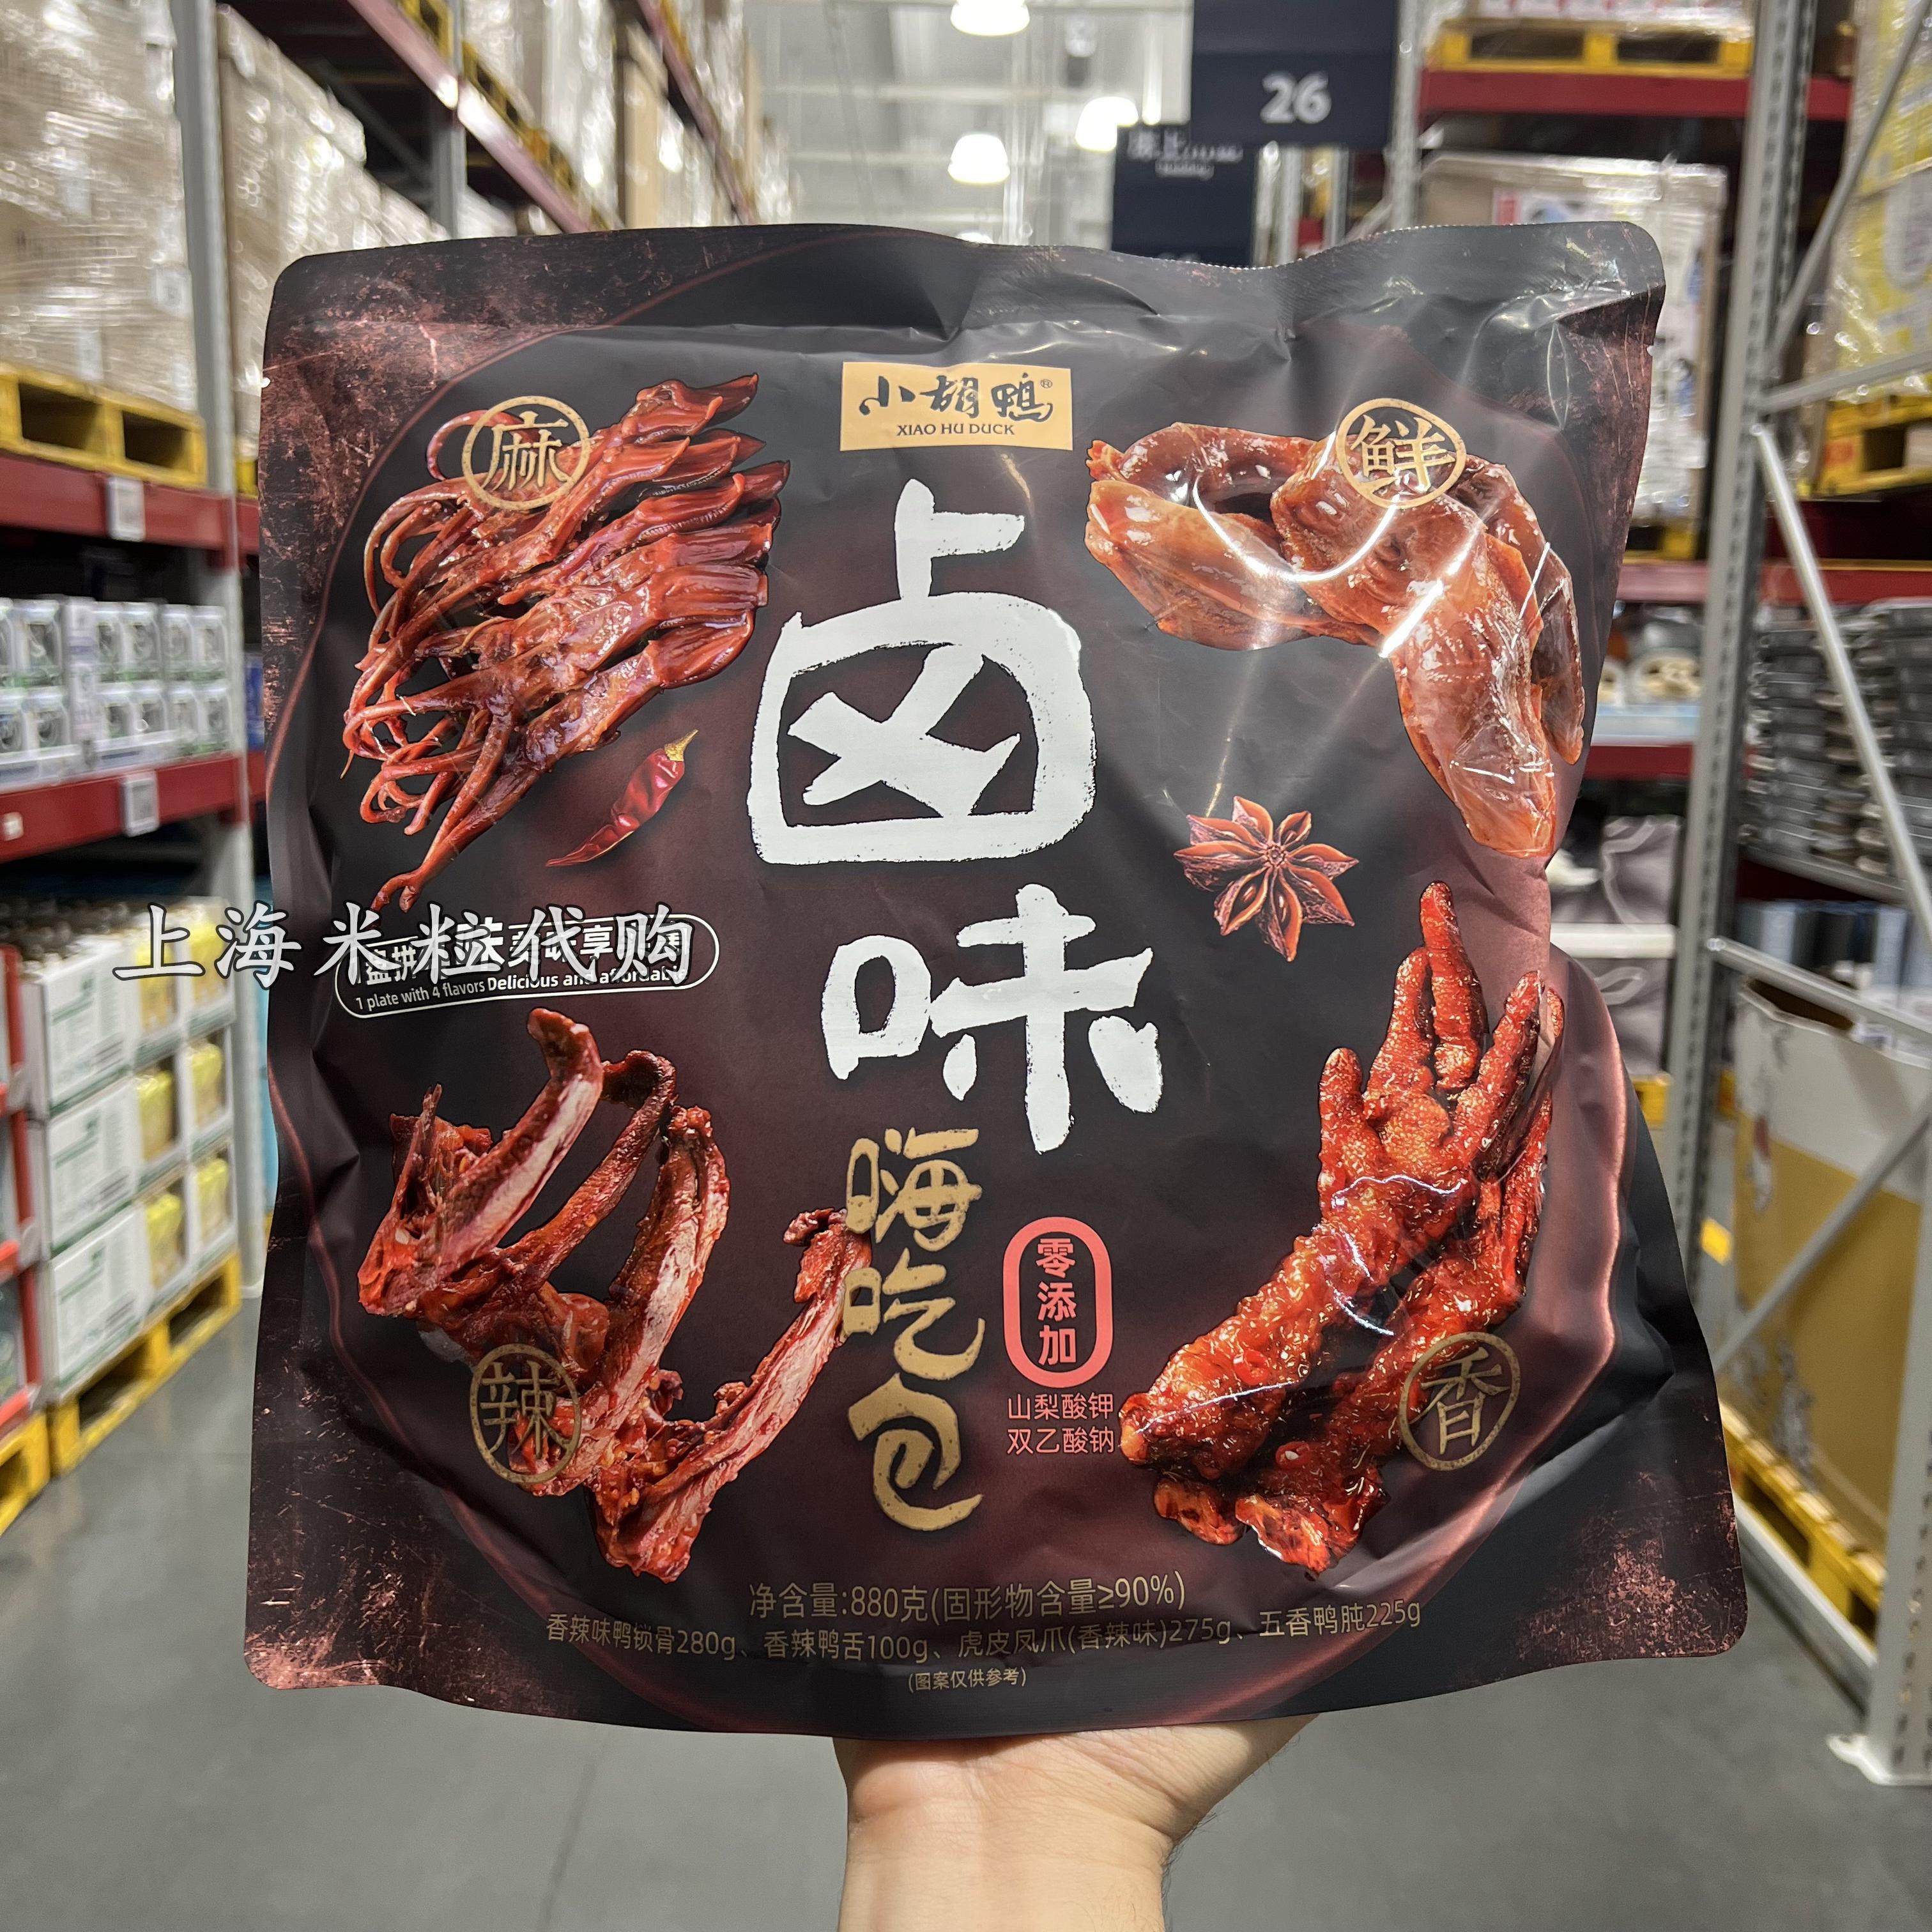 26
小胡鸭®
XIAO HU DUCK
麻
鲜
卤味
嗨吃包
上海米粒代购
1 plate with 4 flavors Delicious and affordable
零添加
山梨酸钾
双乙酸钠
辣
香
净含量:880克(固形物含量≥90%)
香辣味鸭锁骨280g、香辣鸭舌100g、虎皮凤爪(香辣味)275g、五香鸭肫225g
(图案仅供参考)